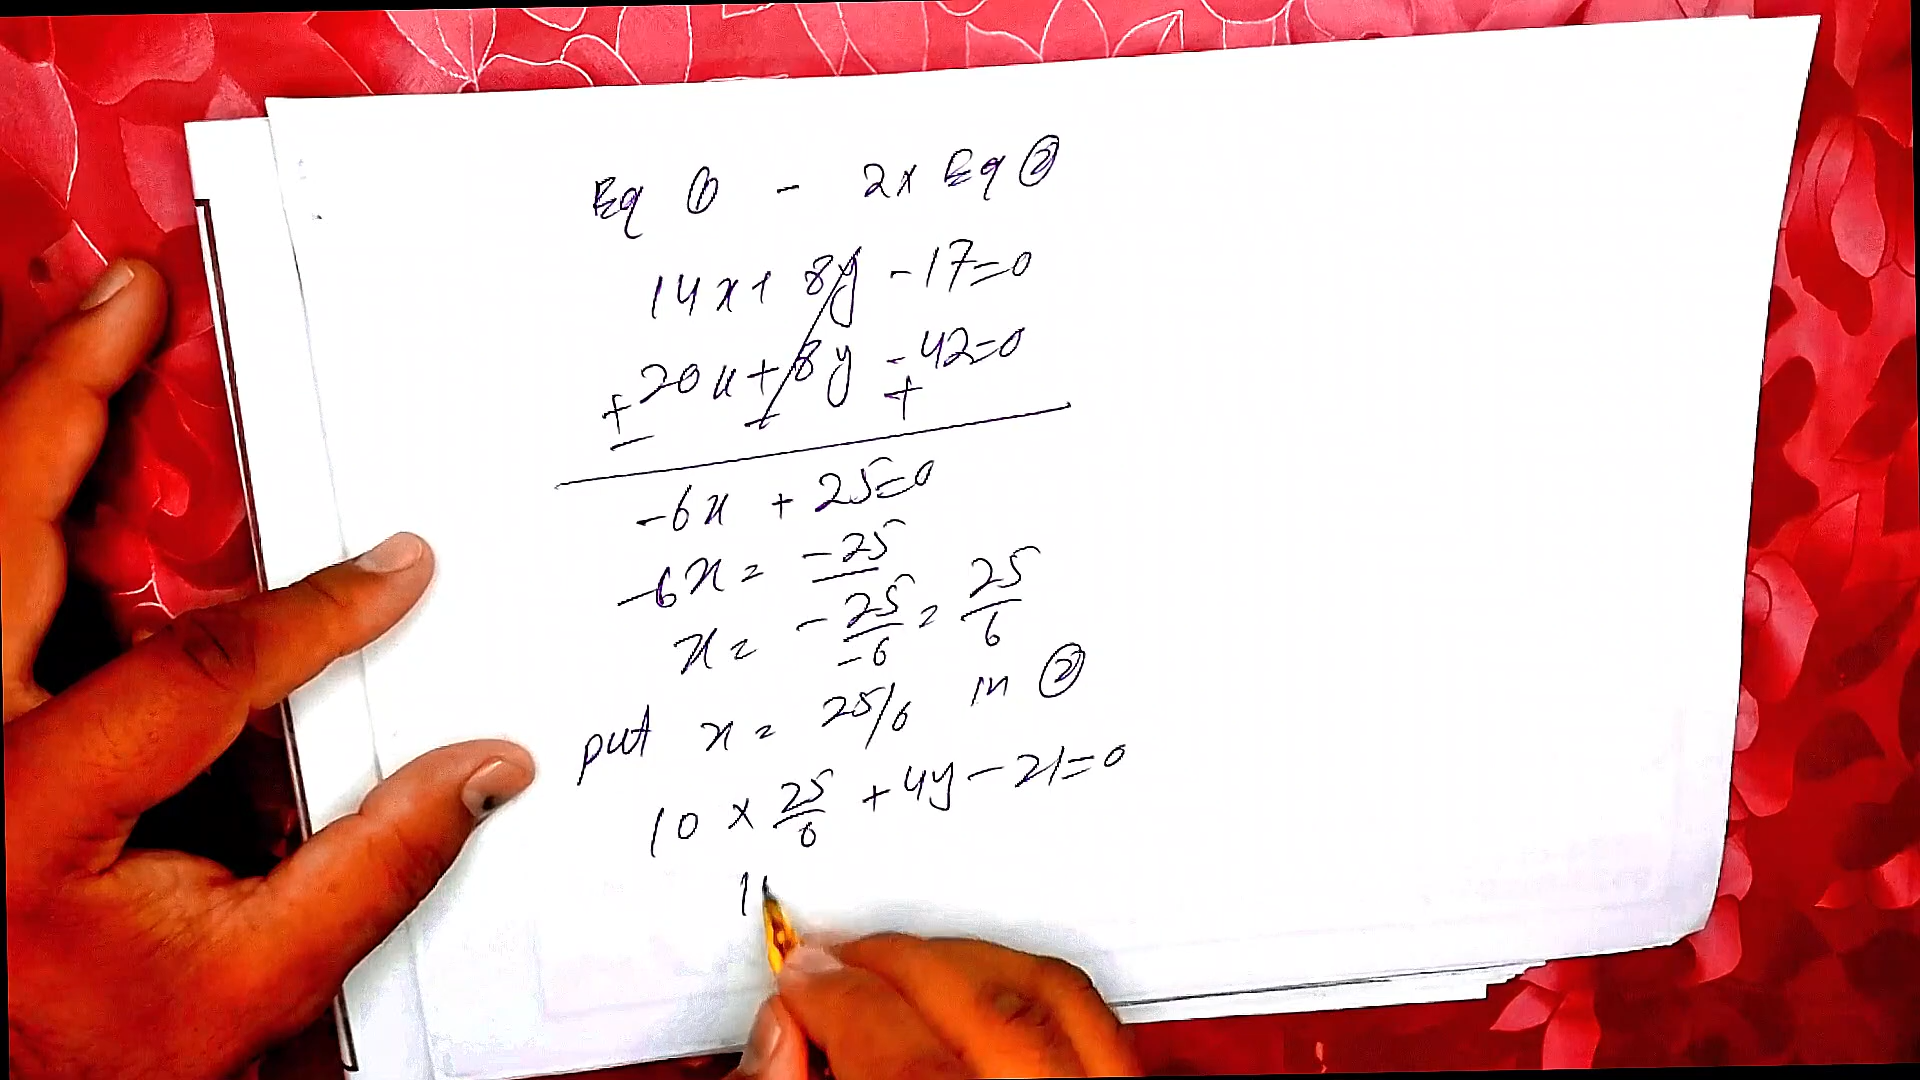 Eq ① - 2x Eq ②
14x + 8y - 17 = 0
20x + 8y - 42 = 0
+ + +
-
-6x + 25 = 0
-6x = -25
x = -25/-6 = 25/6
put x = 25/6 in ②
10 × 25/6 + 4y - 21 = 0
1